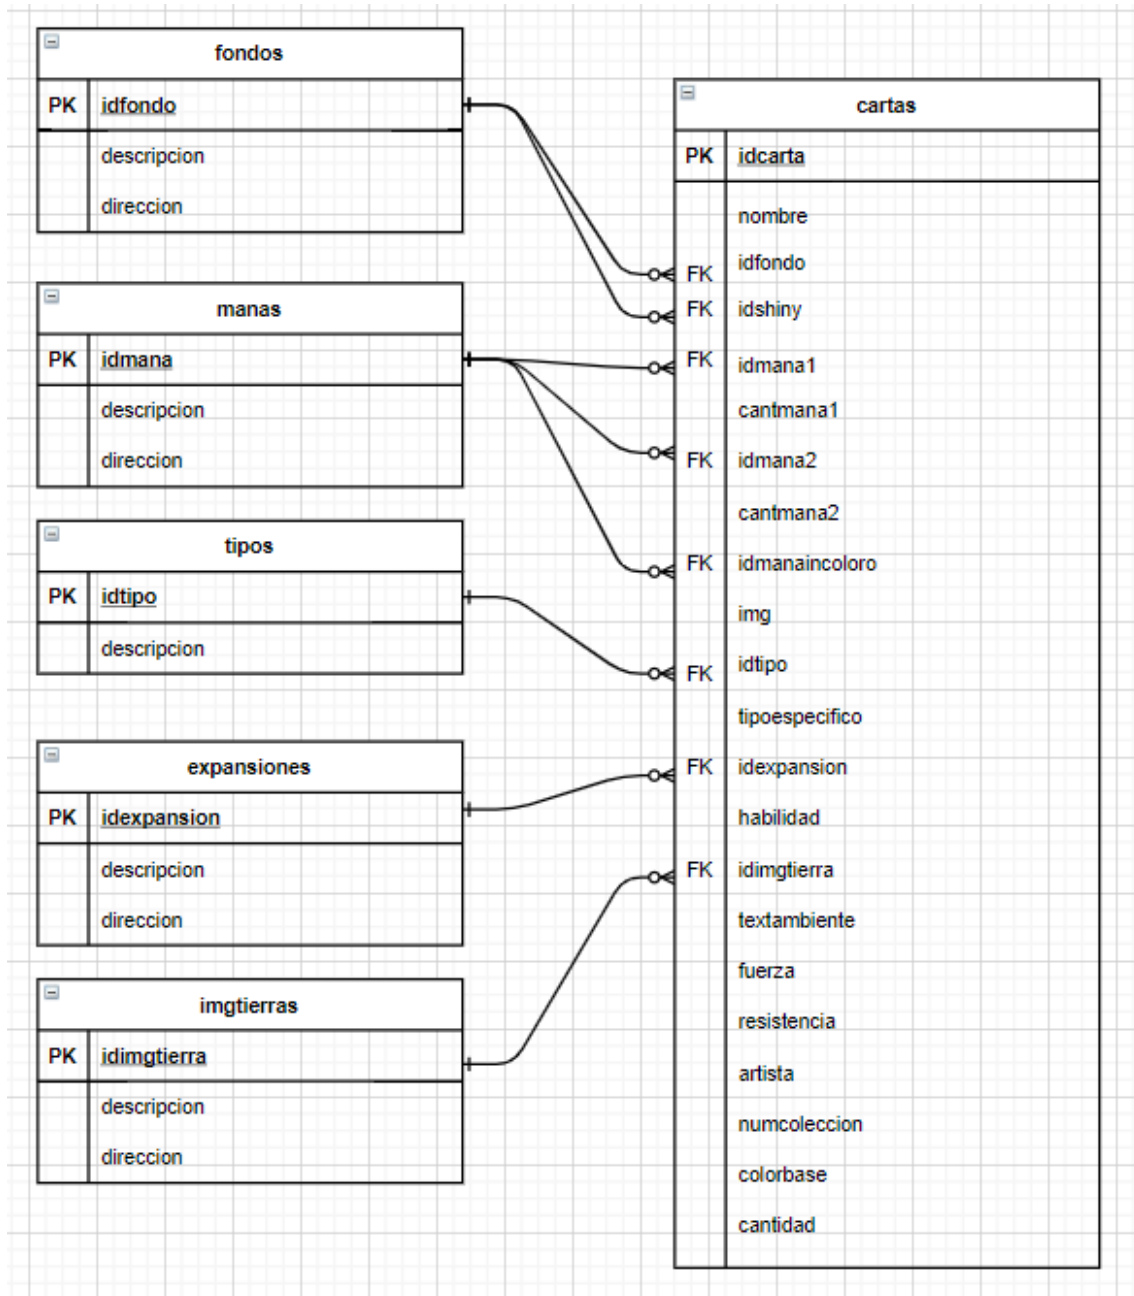 fondos
PK idfondo
descripcion
direccion
manas
PK idmana
descripcion
direccion
tipos
PK idtipo
descripcion
expansiones
PK idexpansion
descripcion
direccion
imgtierras
PK idimgtierra
descripcion
direccion
cartas
PK idcarta
nombre
FK idfondo
FK idshiny
FK idmana1
cantmana1
FK idmana2
cantmana2
FK idmanaincoloro
img
FK idtipo
tipoespecifico
FK idexpansion
habilidad
FK idimgtierra
textambiente
fuerza
resistencia
artista
numcoleccion
colorbase
cantidad